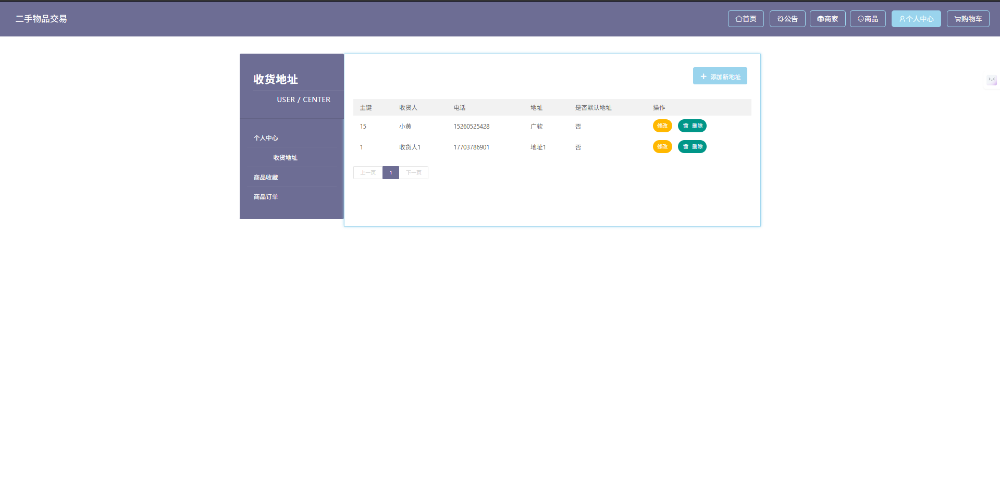 二手物品交易 首页 公告 商家 商品 个人中心 购物车
收货地址
USER / CENTER
个人中心
收货地址
商品收藏
商品订单
添加新地址
主键 收货人 电话 地址 是否默认地址 操作
15 小黄 15260525428 广软 否 修改 删除
1 收货人1 17703786901 地址1 否 修改 删除
上一页 1 下一页